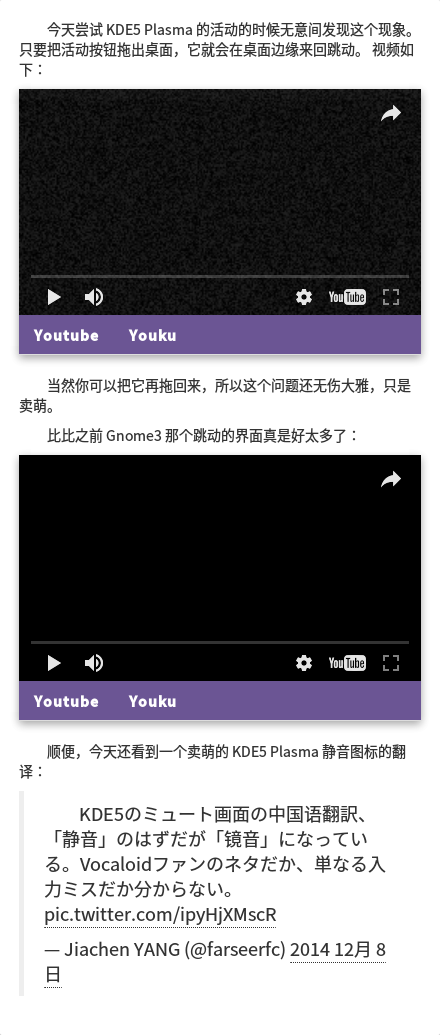 今天尝试 KDE5 Plasma 的活动的时候无意间发现这个现象。
只要把活动按钮拖出桌面，它就会在桌面边缘来回跳动。 视频如
下：
YouTube
Youtube Youku
当然你可以把它再拖回来，所以这个问题还无伤大雅，只是
卖萌。
比比之前 Gnome3 那个跳动的界面真是好太多了：
YouTube
Youtube Youku
顺便，今天还看到一个卖萌的 KDE5 Plasma 静音图标的翻
译：
KDE5のミュート画面の中国语翻訳、
「静音」のはずだが「镜音」になってい
る。Vocaloidファンのネタだか、単なる入
力ミスだか分からない。
pic.twitter.com/ipyHjXMscR
— Jiachen YANG (@farseerfc) 2014 12月 8
日